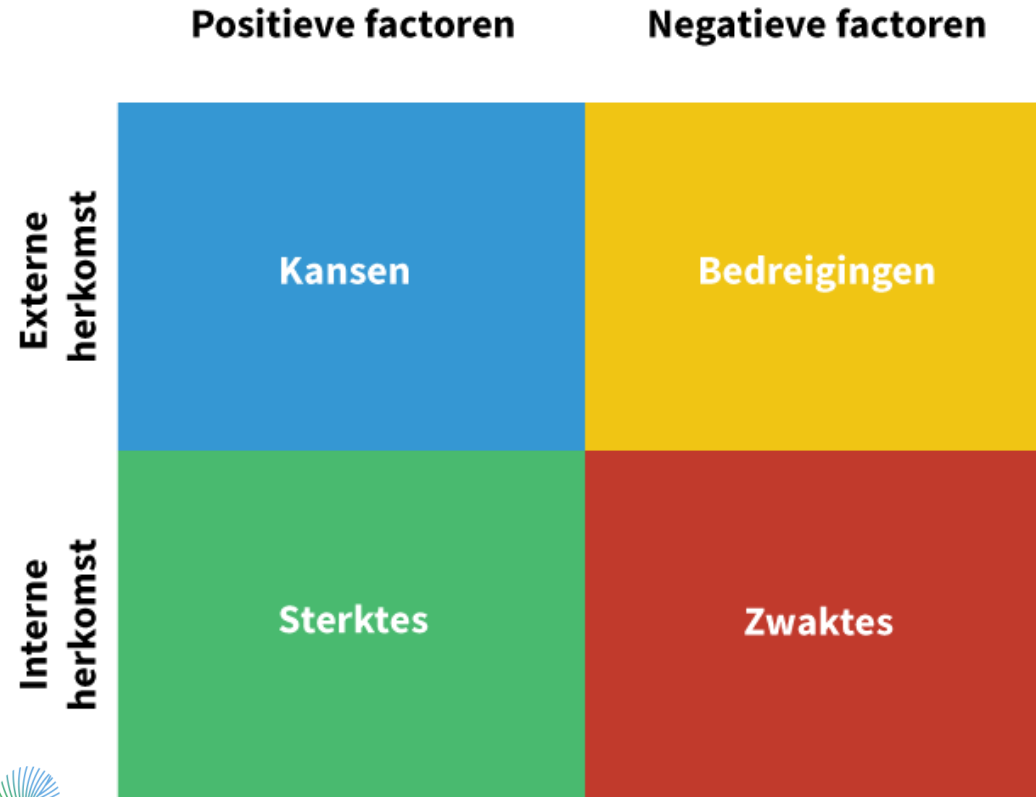 Positieve factoren
Negatieve factoren
Externe
herkomst
Kansen
Bedreigingen
Interne
herkomst
Sterktes
Zwaktes